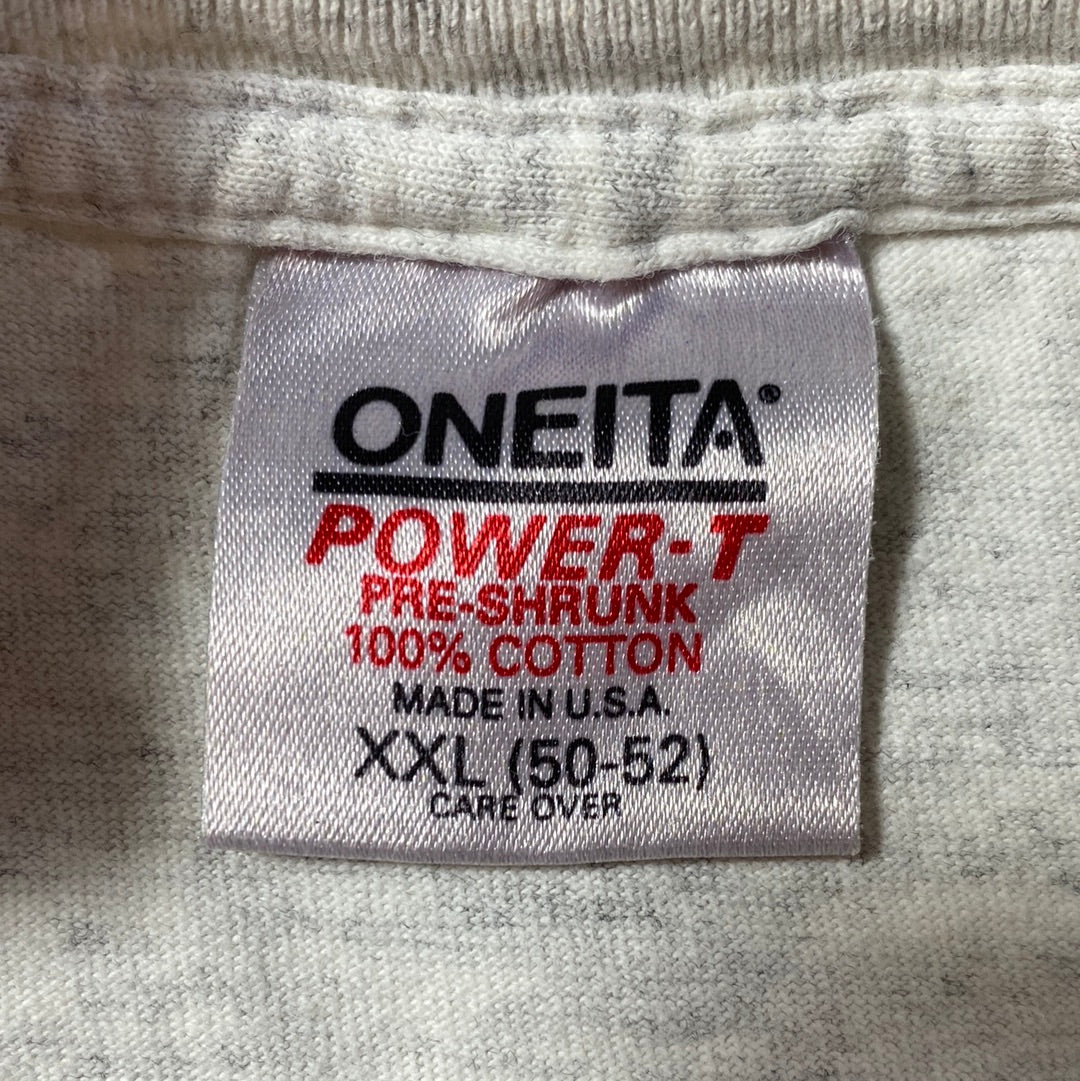 ONEITA®
POWER-T
PRE-SHRUNK
100% COTTON
MADE IN U.S.A.
XXL (50-52)
CARE OVER